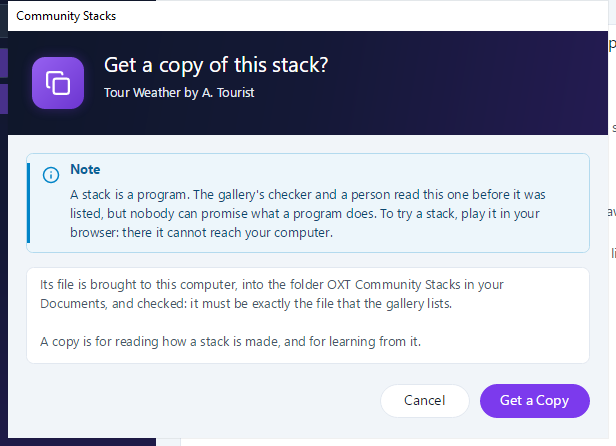 Community Stacks
Get a copy of this stack?
Tour Weather by A. Tourist
Note
A stack is a program. The gallery's checker and a person read this one before it was
listed, but nobody can promise what a program does. To try a stack, play it in your
browser: there it cannot reach your computer.
Its file is brought to this computer, into the folder OXT Community Stacks in your
Documents, and checked: it must be exactly the file that the gallery lists.
A copy is for reading how a stack is made, and for learning from it.
Cancel
Get a Copy